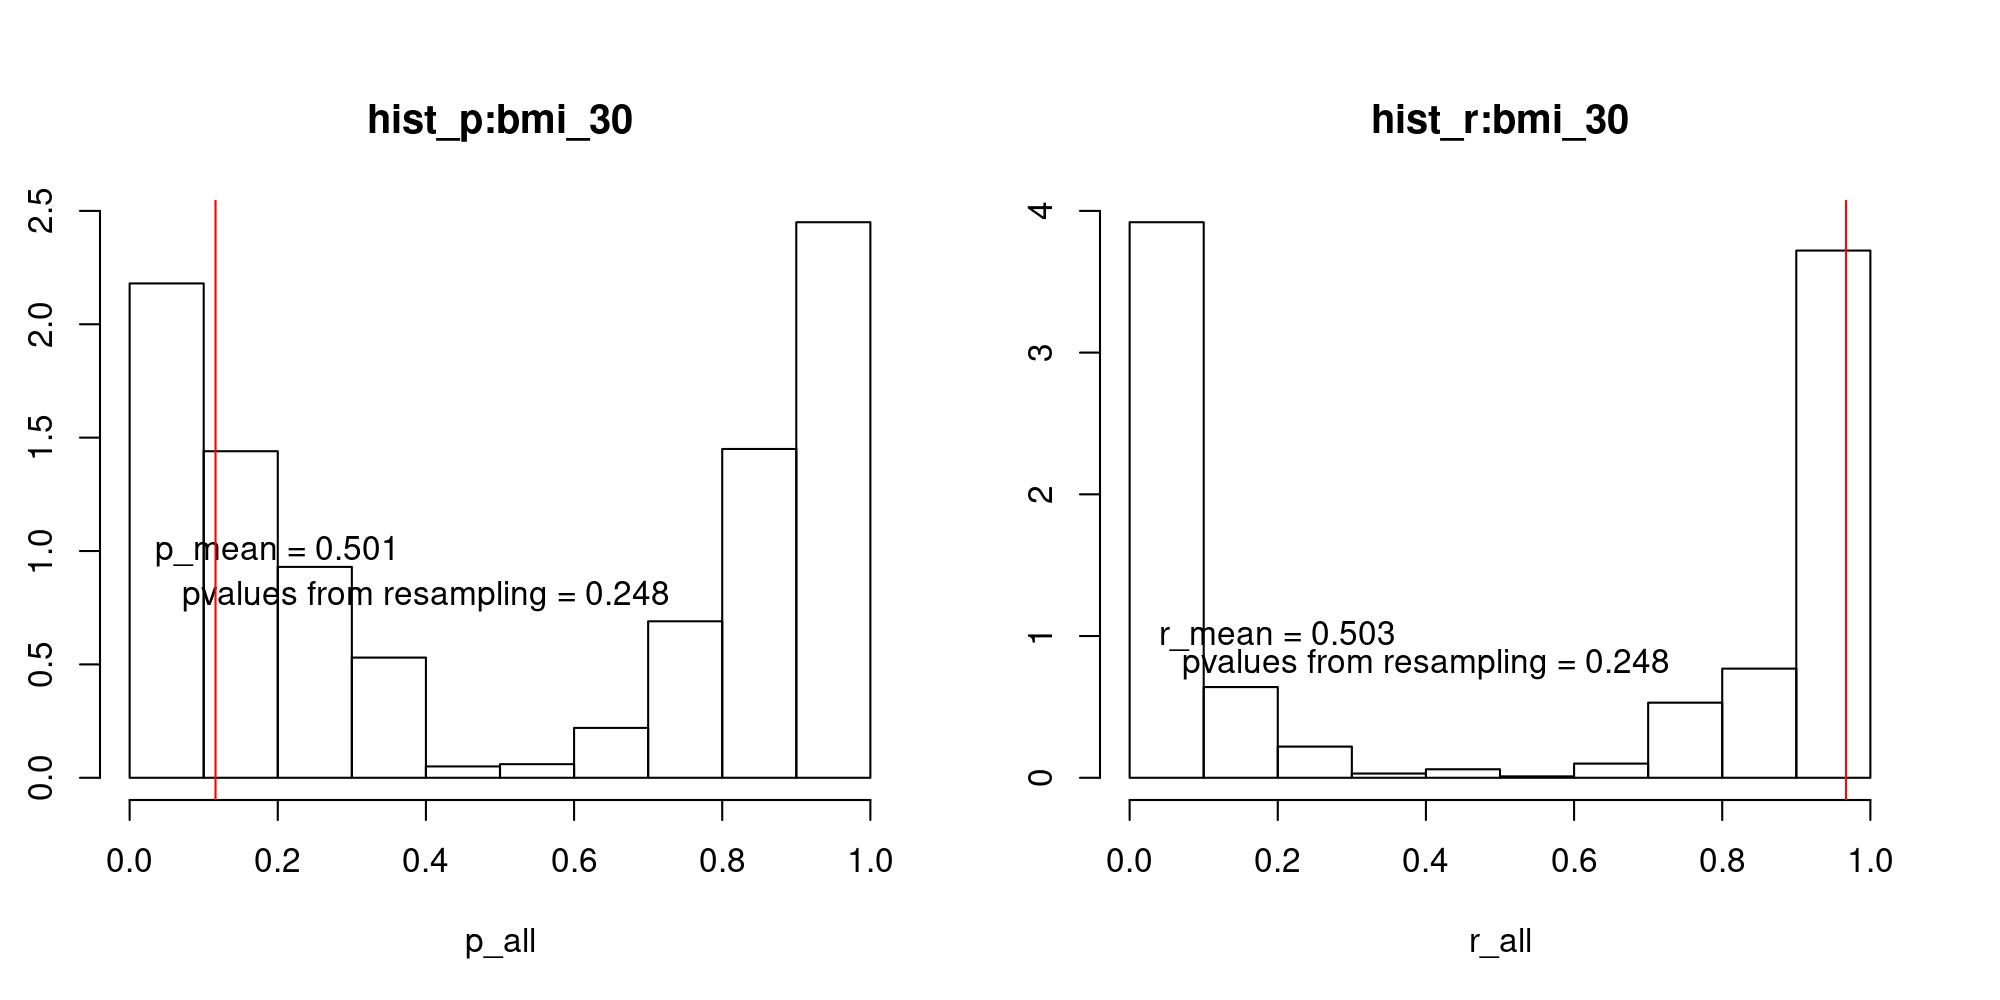 hist_p:bmi_30
2.5
2.0
1.5
1.0
0.5
0.0
p_mean = 0.501
pvalues from resampling = 0.248
0.0 0.2 0.4 0.6 0.8 1.0
p_all
hist_r:bmi_30
4
3
2
1
0
r_mean = 0.503
pvalues from resampling = 0.248
0.0 0.2 0.4 0.6 0.8 1.0
r_all